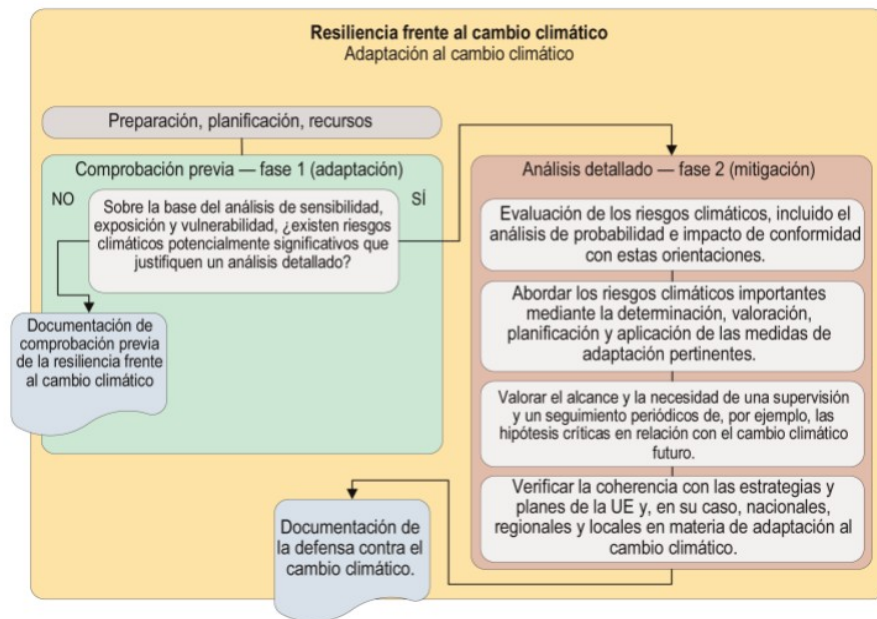 Resiliencia frente al cambio climático
Adaptación al cambio climático
Preparación, planificación, recursos
Comprobación previa — fase 1 (adaptación)
NO
SÍ
Sobre la base del análisis de sensibilidad,
exposición y vulnerabilidad, ¿existen riesgos
climáticos potencialmente significativos que
justifiquen un análisis detallado?
Documentación de
comprobación previa
de la resiliencia frente
al cambio climático
Análisis detallado — fase 2 (mitigación)
Evaluación de los riesgos climáticos, incluido el
análisis de probabilidad e impacto de conformidad
con estas orientaciones.
Abordar los riesgos climáticos importantes
mediante la determinación, valoración,
planificación y aplicación de las medidas de
adaptación pertinentes.
Valorar el alcance y la necesidad de una supervisión
y un seguimiento periódicos de, por ejemplo, las
hipótesis críticas en relación con el cambio climático
futuro.
Verificar la coherencia con las estrategias y
planes de la UE y, en su caso, nacionales,
regionales y locales en materia de adaptación al
cambio climático.
Documentación de
la defensa contra el
cambio climático.